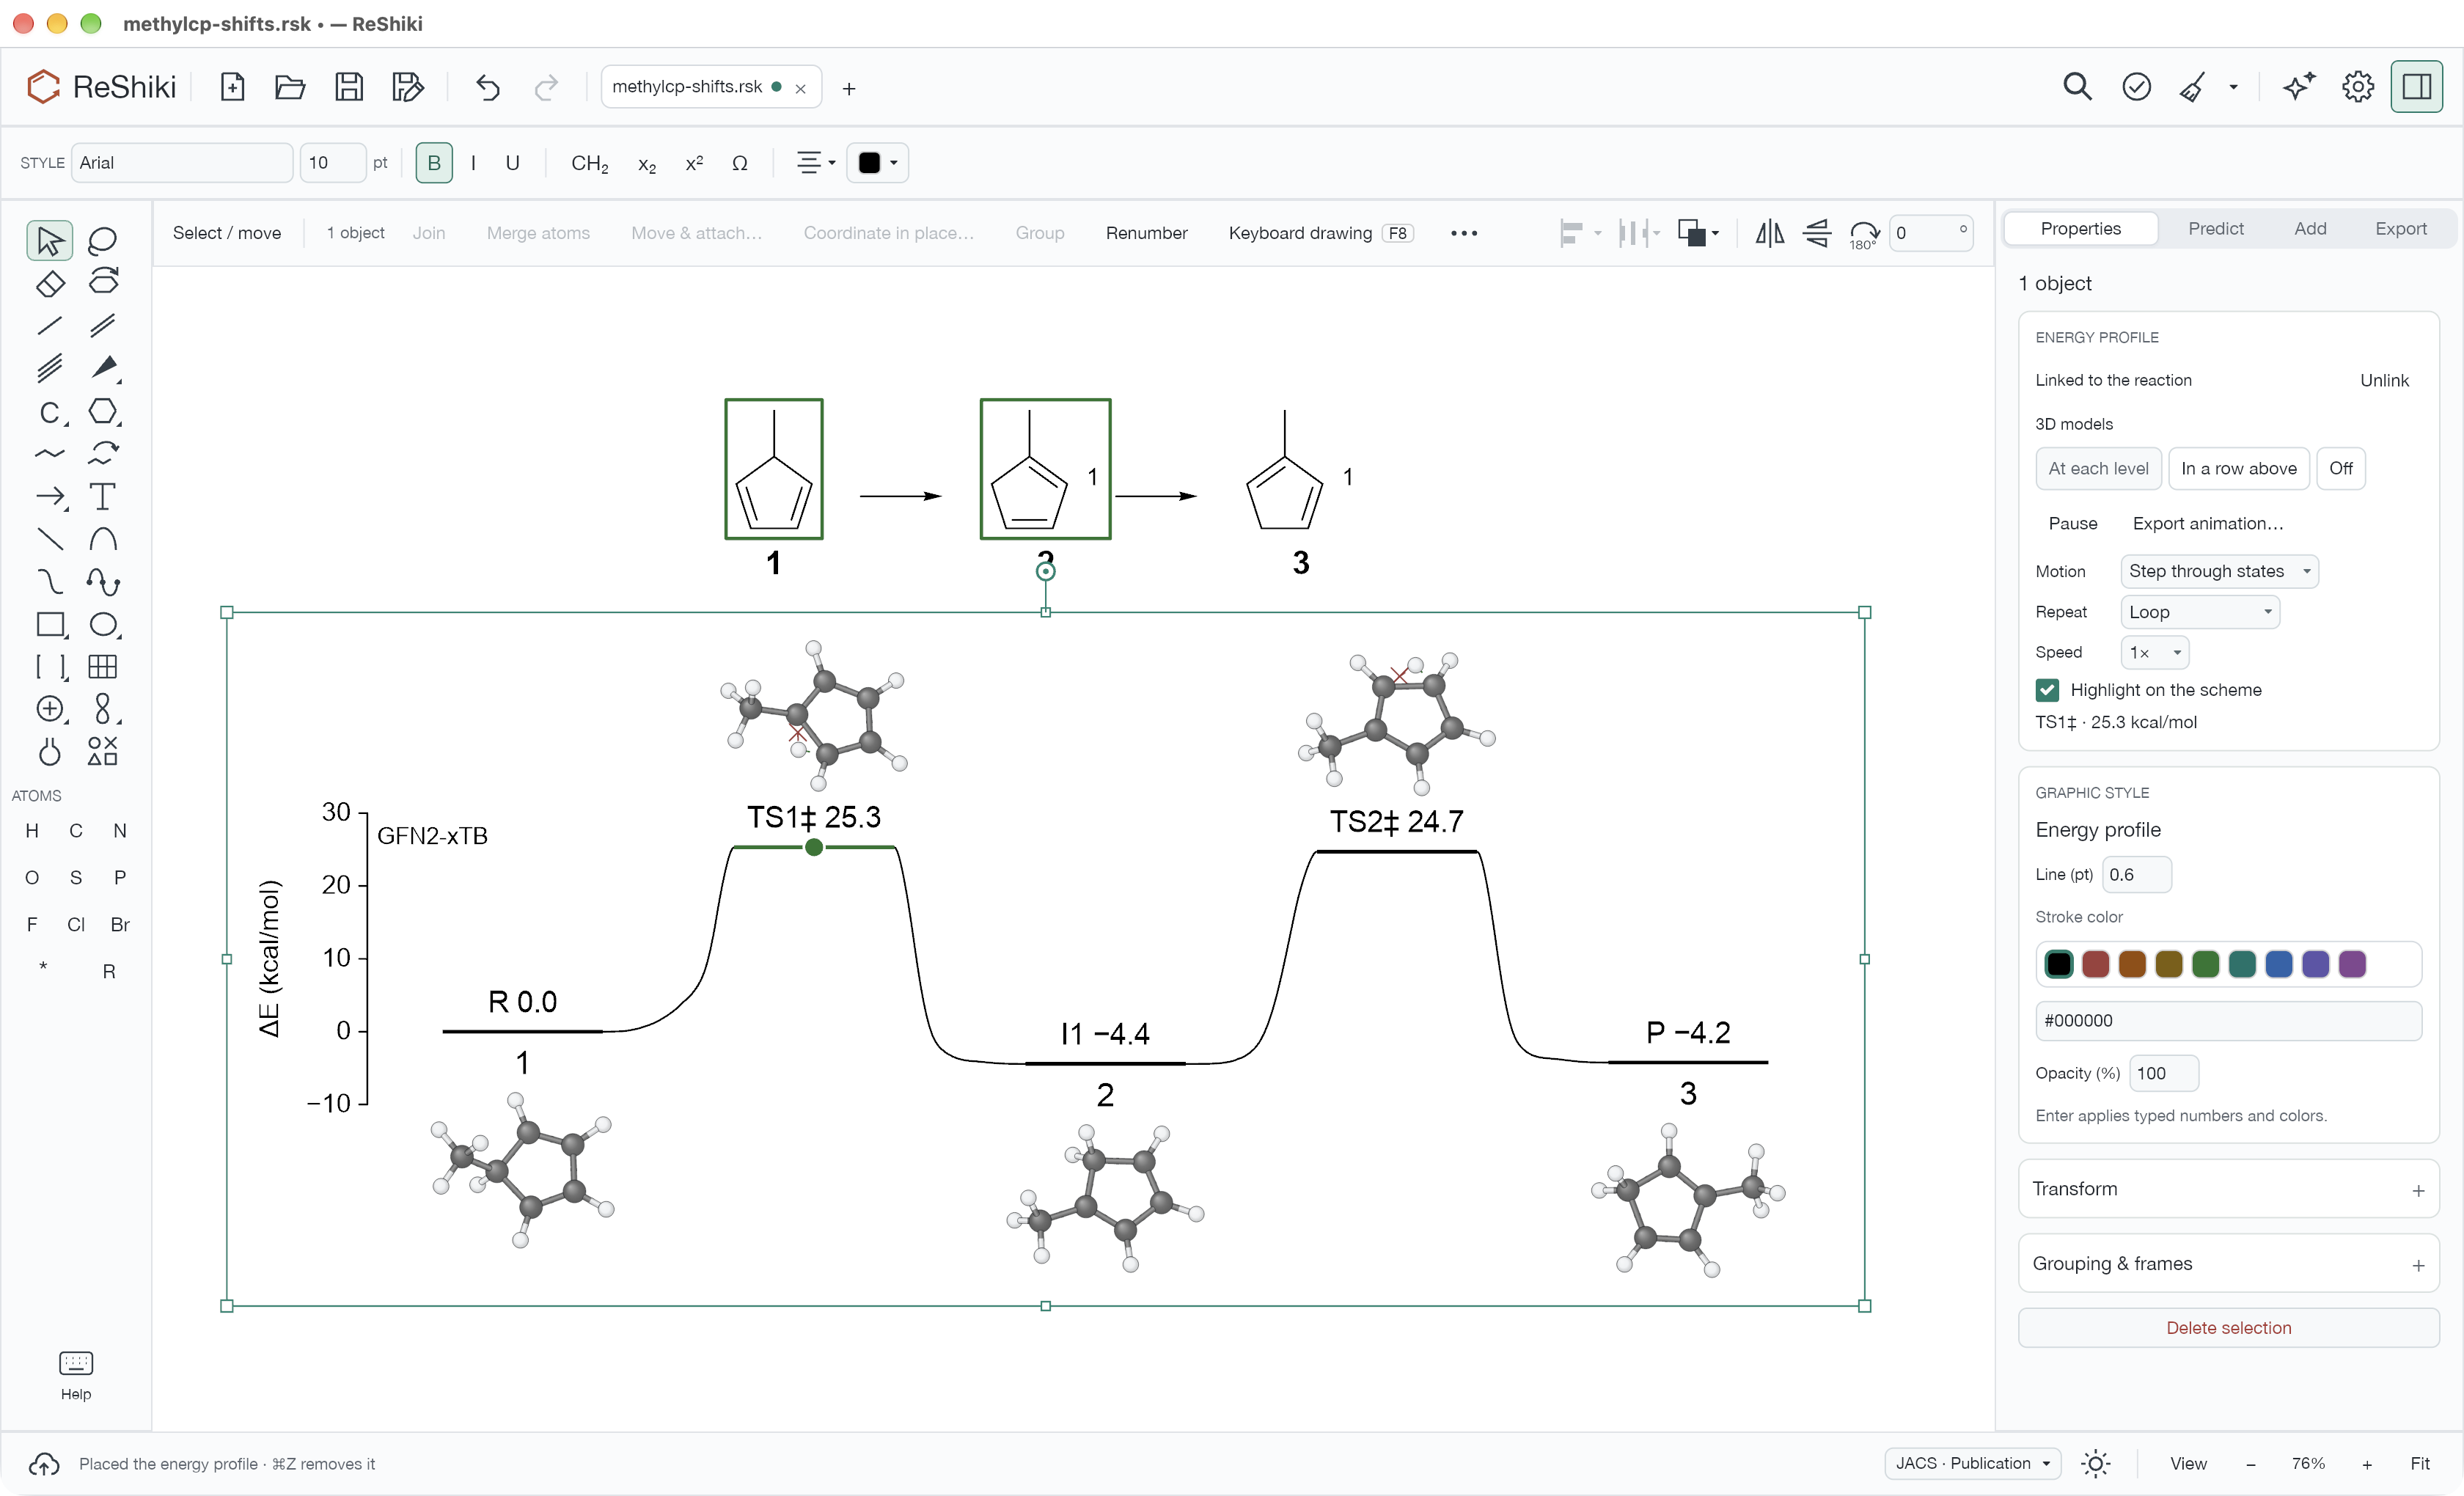 methylcp-shifts.rsk • — ReShiki
ReShiki
methylcp-shifts.rsk
STYLE Arial 10 pt B I U CH₂ x₂ x² Ω
Select / move 1 object Join Merge atoms Move & attach... Coordinate in place... Group Renumber Keyboard drawing F8 180° 0 °
Properties Predict Add Export
1 object
ENERGY PROFILE
Linked to the reaction Unlink
3D models
At each level In a row above Off
Pause Export animation...
Motion Step through states
Repeat Loop
Speed 1×
Highlight on the scheme
TS1‡ · 25.3 kcal/mol
GRAPHIC STYLE
Energy profile
Line (pt) 0.6
Stroke color
#000000
Opacity (%) 100
Enter applies typed numbers and colors.
Transform +
Grouping & frames +
Delete selection
C
T
ATOMS
H C N
O S P
F Cl Br
* R
Help
1 1
1 2 3
ΔE (kcal/mol)
30
20
10
0
−10
GFN2-xTB
TS1‡ 25.3
TS2‡ 24.7
R 0.0
1
I1 −4.4
2
P −4.2
3
Placed the energy profile · ⌘Z removes it
JACS · Publication View − 76% + Fit